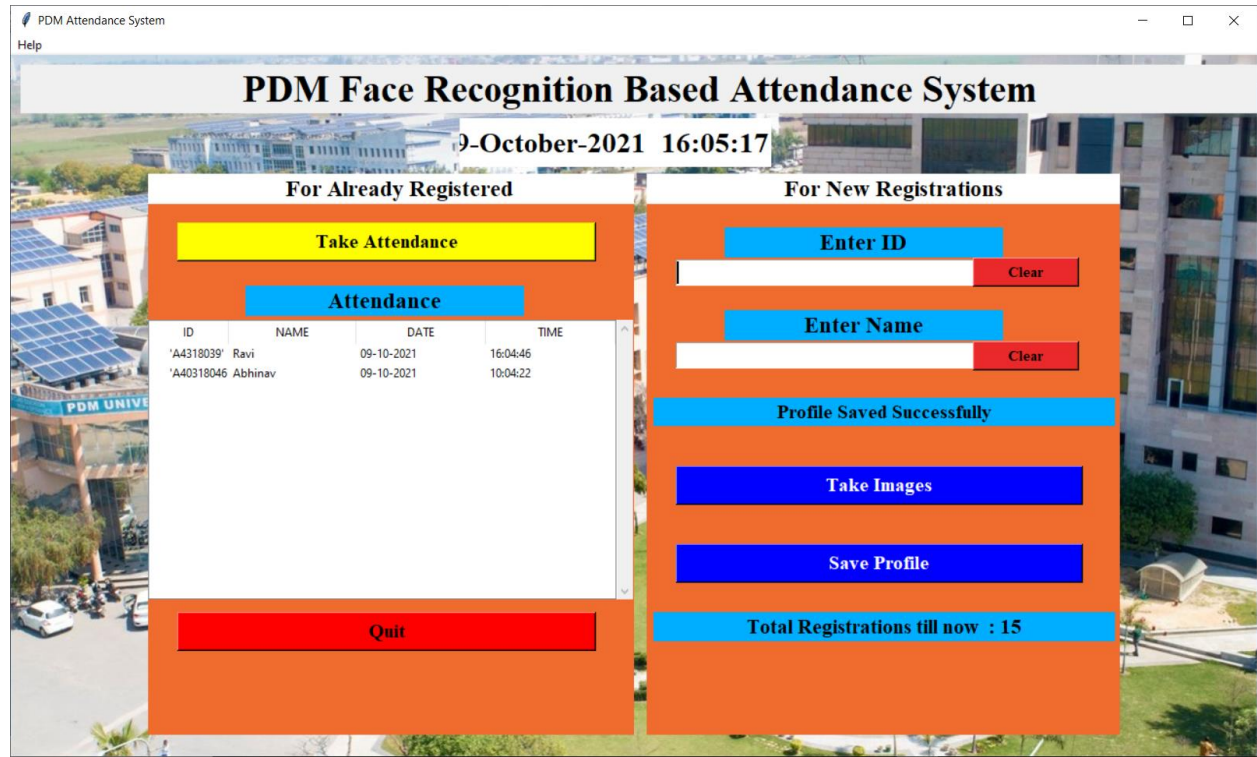 PDM Attendance System
Help
PDM Face Recognition Based Attendance System
9-October-2021 16:05:17
For Already Registered
Take Attendance
Attendance
ID NAME DATE TIME
'A4318039' Ravi 09-10-2021 16:04:46
'A40318046 Abhinav 09-10-2021 10:04:22
Quit
For New Registrations
Enter ID
Clear
Enter Name
Clear
Profile Saved Successfully
Take Images
Save Profile
Total Registrations till now : 15
PDM UNIVE